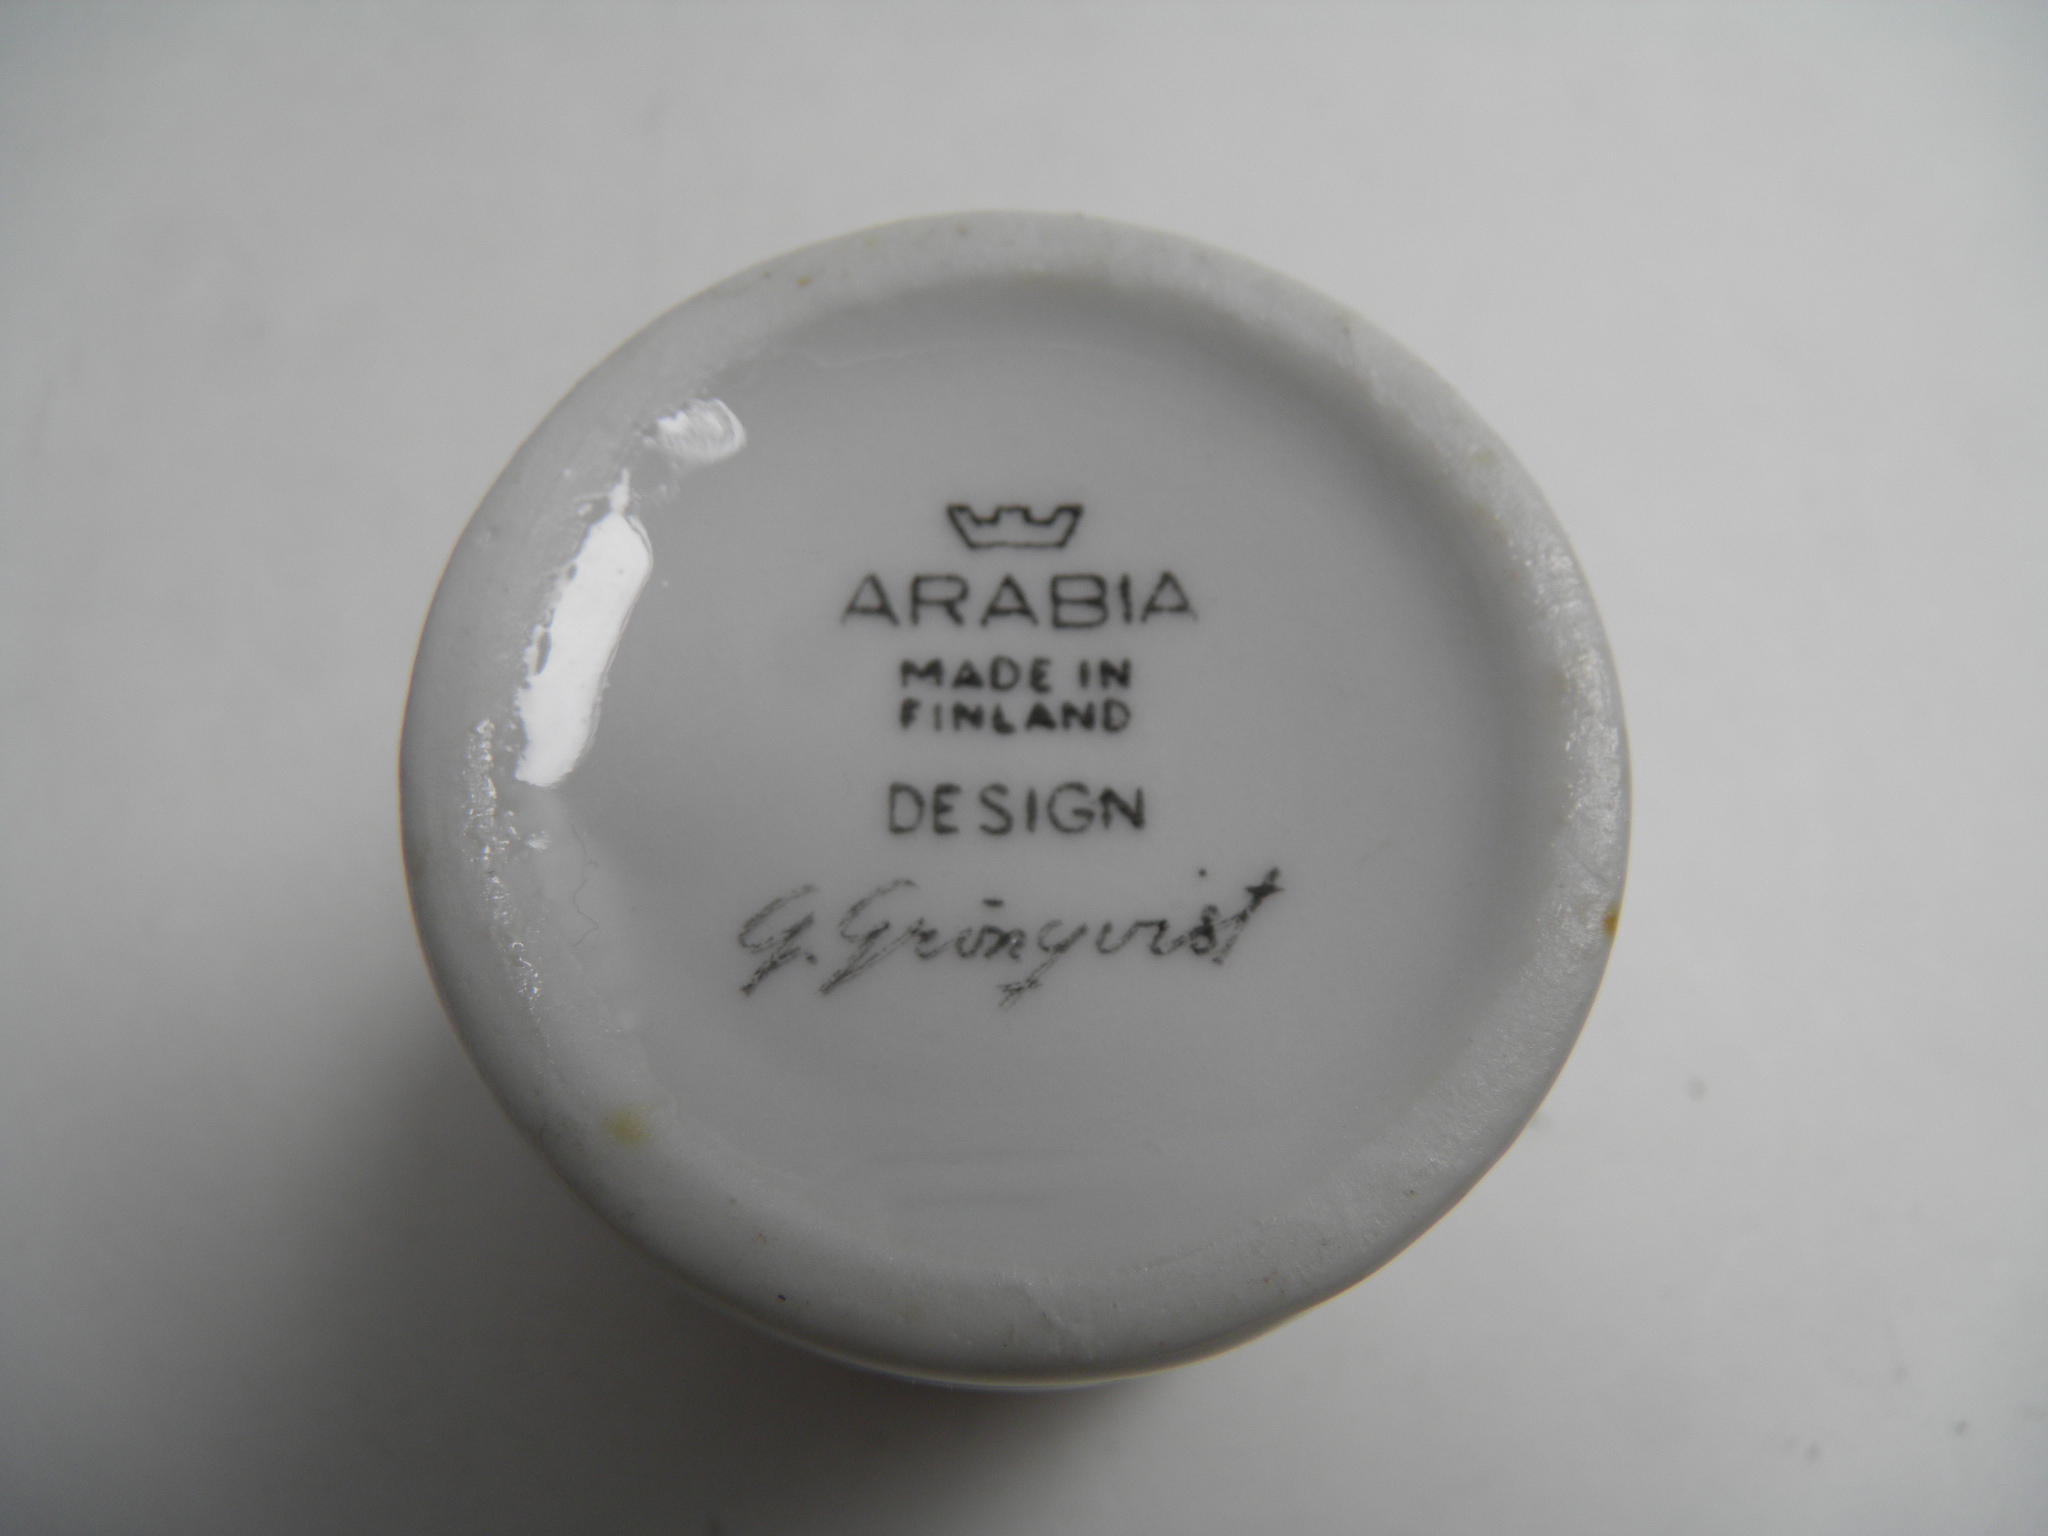 ARABIA
MADE IN
FINLAND
DESIGN
G. Grönqvist